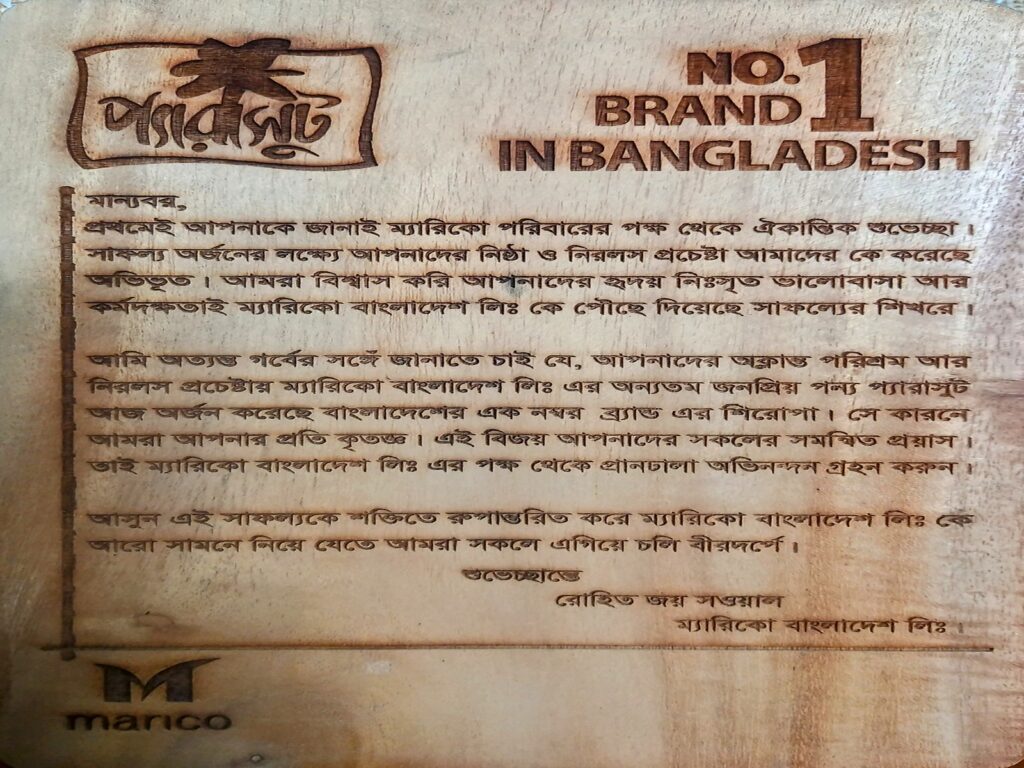 প্যারাসুট
NO. 1
BRAND
IN BANGLADESH
মান্যবর,
প্রথমেই আপনাকে জানাই ম্যারিকো পরিবারের পক্ষ থেকে ঐকান্তিক শুভেচ্ছা ।
সাফল্য অর্জনের লক্ষ্যে আপনাদের নিষ্ঠা ও নিরলস প্রচেষ্টা আমাদের কে করেছে
অভিভুত । আমরা বিশ্বাস করি আপনাদের হৃদয় নিঃসৃত ভালোবাসা আর
কর্মদক্ষতাই ম্যারিকো বাংলাদেশ লিঃ কে পৌছে দিয়েছে সাফল্যের শিখরে ।
আমি অত্যন্ত গর্বের সঙ্গে জানাতে চাই যে, আপনাদের অক্লান্ত পরিশ্রম আর
নিরলস প্রচেষ্টায় ম্যারিকো বাংলাদেশ লিঃ এর অন্যতম জনপ্রিয় পন্য প্যারাসুট
আজ অর্জন করেছে বাংলাদেশের এক নম্বর ব্র্যান্ড এর শিরোপা । সে কারনে
আমরা আপনার প্রতি কৃতজ্ঞ । এই বিজয় আপনাদের সকলের সমন্বিত প্রয়াস ।
তাই ম্যারিকো বাংলাদেশ লিঃ এর পক্ষ থেকে প্রানঢালা অভিনন্দন গ্রহন করুন ।
আসুন এই সাফল্যকে শক্তিতে রুপান্তরিত করে ম্যারিকো বাংলাদেশ লিঃ কে
আরো সামনে নিয়ে যেতে আমরা সকলে এগিয়ে চলি বীরদর্পে ।
শুভেচ্ছান্তে
রোহিত জয়সওয়াল
ম্যারিকো বাংলাদেশ লিঃ ।
marico